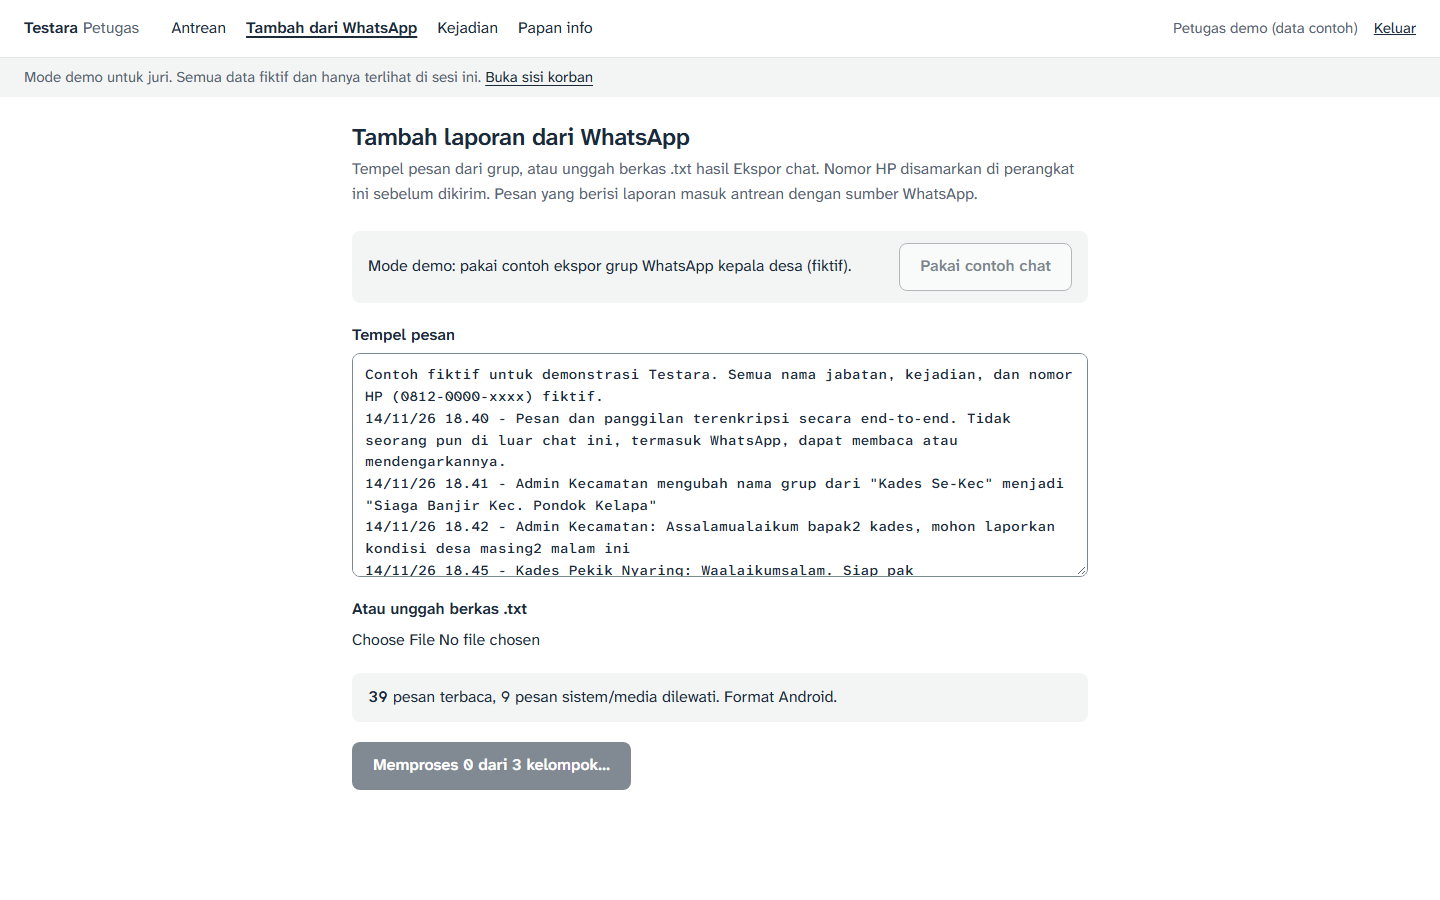 Testara Petugas Antrean Tambah dari WhatsApp Kejadian Papan info Petugas demo (data contoh) Keluar
Mode demo untuk juri. Semua data fiktif dan hanya terlihat di sesi ini. Buka sisi korban
Tambah laporan dari WhatsApp
Tempel pesan dari grup, atau unggah berkas .txt hasil Ekspor chat. Nomor HP disamarkan di perangkat
ini sebelum dikirim. Pesan yang berisi laporan masuk antrean dengan sumber WhatsApp.
Mode demo: pakai contoh ekspor grup WhatsApp kepala desa (fiktif). Pakai contoh chat
Tempel pesan
Contoh fiktif untuk demonstrasi Testara. Semua nama jabatan, kejadian, dan nomor
HP (0812-0000-xxxx) fiktif.
14/11/26 18.40 - Pesan dan panggilan terenkripsi secara end-to-end. Tidak
seorang pun di luar chat ini, termasuk WhatsApp, dapat membaca atau
mendengarkannya.
14/11/26 18.41 - Admin Kecamatan mengubah nama grup dari "Kades Se-Kec" menjadi
"Siaga Banjir Kec. Pondok Kelapa"
14/11/26 18.42 - Admin Kecamatan: Assalamualaikum bapak2 kades, mohon laporkan
kondisi desa masing2 malam ini
14/11/26 18.45 - Kades Pekik Nyaring: Waalaikumsalam. Siap pak
Atau unggah berkas .txt
Choose File No file chosen
39 pesan terbaca, 9 pesan sistem/media dilewati. Format Android.
Memproses 0 dari 3 kelompok...